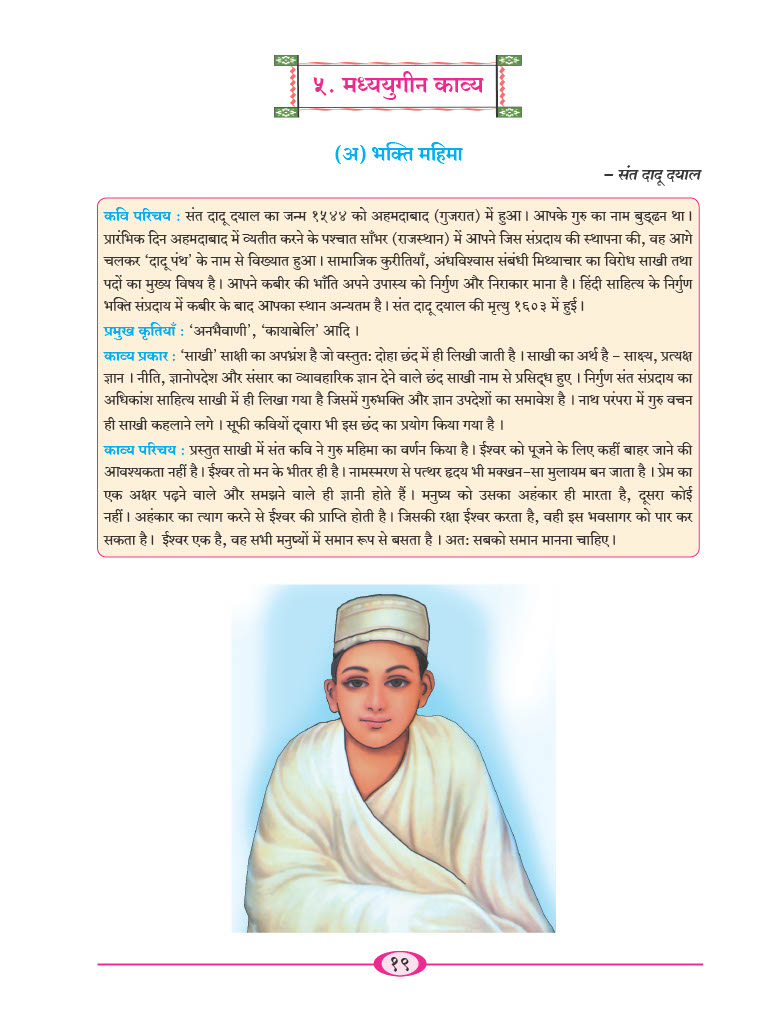 ५. मध्ययुगीन काव्य
(अ) भक्ति महिमा
– संत दादू दयाल
कवि परिचय : संत दादू दयाल का जन्म १५४४ को अहमदाबाद (गुजरात) में हुआ। आपके गुरु का नाम बुड्ढन था।
प्रारंभिक दिन अहमदाबाद में व्यतीत करने के पश्चात साँभर (राजस्थान) में आपने जिस संप्रदाय की स्थापना की, वह आगे
चलकर ‘दादू पंथ’ के नाम से विख्यात हुआ। सामाजिक कुरीतियाँ, अंधविश्वास संबंधी मिथ्याचार का विरोध साखी तथा
पदों का मुख्य विषय है। आपने कबीर की भाँति अपने उपास्य को निर्गुण और निराकार माना है। हिंदी साहित्य के निर्गुण
भक्ति संप्रदाय में कबीर के बाद आपका स्थान अन्यतम है। संत दादू दयाल की मृत्यु १६०३ में हुई।
प्रमुख कृतियाँ : ‘अनभैवाणी’, ‘कायाबेलि’ आदि ।
काव्य प्रकार : ‘साखी’ साक्षी का अपभ्रंश है जो वस्तुत: दोहा छंद में ही लिखी जाती है। साखी का अर्थ है – साक्ष्य, प्रत्यक्ष
ज्ञान । नीति, ज्ञानोपदेश और संसार का व्यावहारिक ज्ञान देने वाले छंद साखी नाम से प्रसिद्ध हुए । निर्गुण संत संप्रदाय का
अधिकांश साहित्य साखी में ही लिखा गया है जिसमें गुरुभक्ति और ज्ञान उपदेशों का समावेश है । नाथ परंपरा में गुरु वचन
ही साखी कहलाने लगे । सूफी कवियों द्वारा भी इस छंद का प्रयोग किया गया है ।
काव्य परिचय : प्रस्तुत साखी में संत कवि ने गुरु महिमा का वर्णन किया है। ईश्वर को पूजने के लिए कहीं बाहर जाने की
आवश्यकता नहीं है। ईश्वर तो मन के भीतर ही है। नामस्मरण से पत्थर हृदय भी मक्खन-सा मुलायम बन जाता है । प्रेम का
एक अक्षर पढ़ने वाले और समझने वाले ही ज्ञानी होते हैं । मनुष्य को उसका अहंकार ही मारता है, दूसरा कोई
नहीं। अहंकार का त्याग करने से ईश्वर की प्राप्ति होती है। जिसकी रक्षा ईश्वर करता है, वही इस भवसागर को पार कर
सकता है। ईश्वर एक है, वह सभी मनुष्यों में समान रूप से बसता है । अत: सबको समान मानना चाहिए।
१९